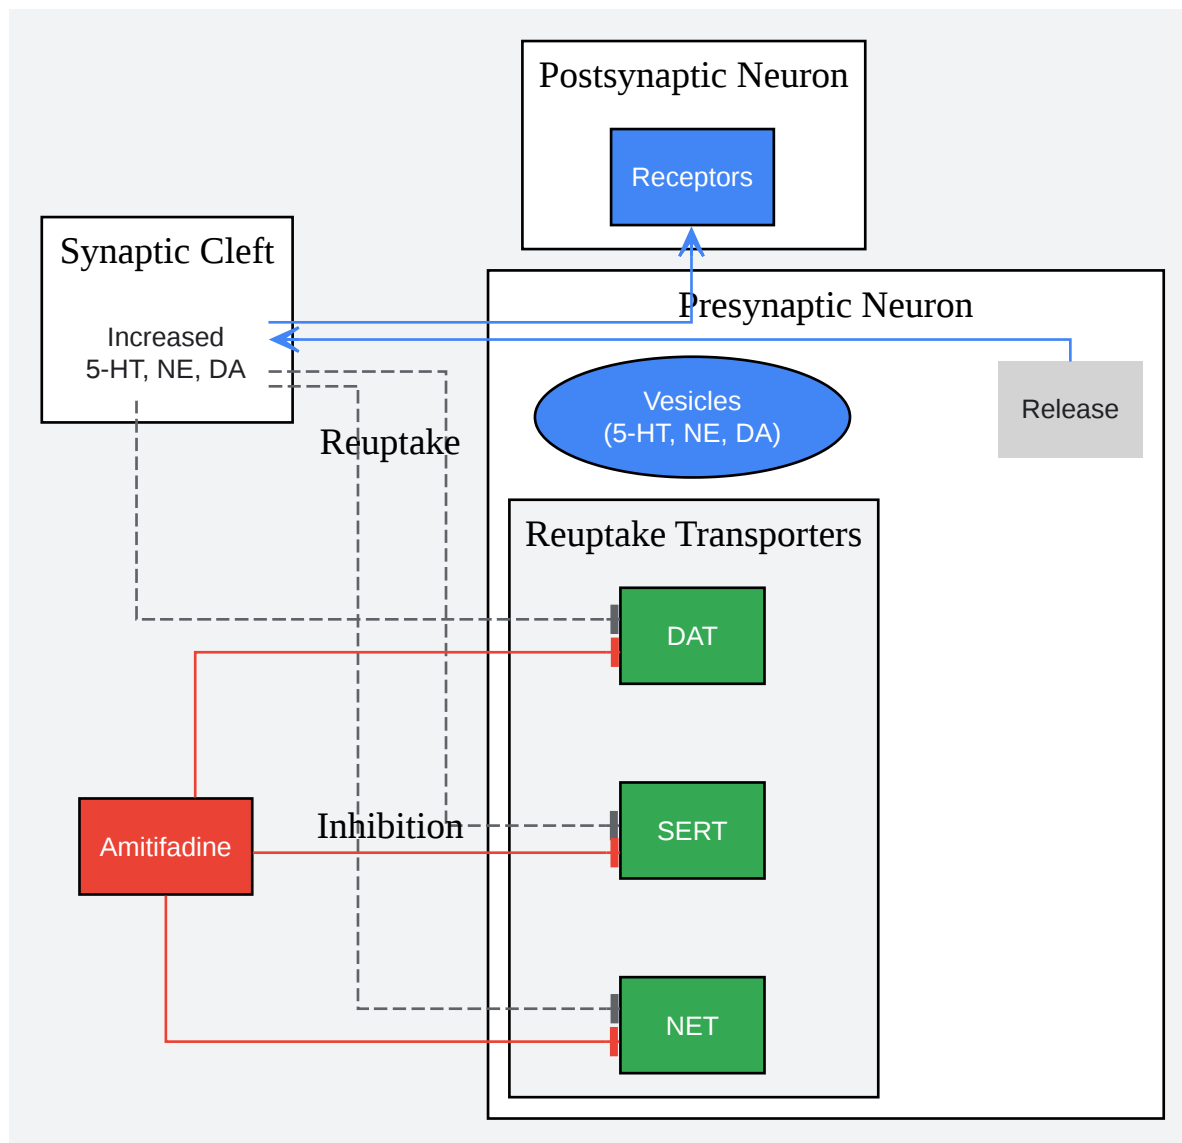 Postsynaptic Neuron
Receptors
Synaptic Cleft
Increased
5-HT, NE, DA
Presynaptic Neuron
Vesicles
(5-HT, NE, DA)
Release
Reuptake
Reuptake Transporters
DAT
SERT
Inhibition
Amitifadine
NET